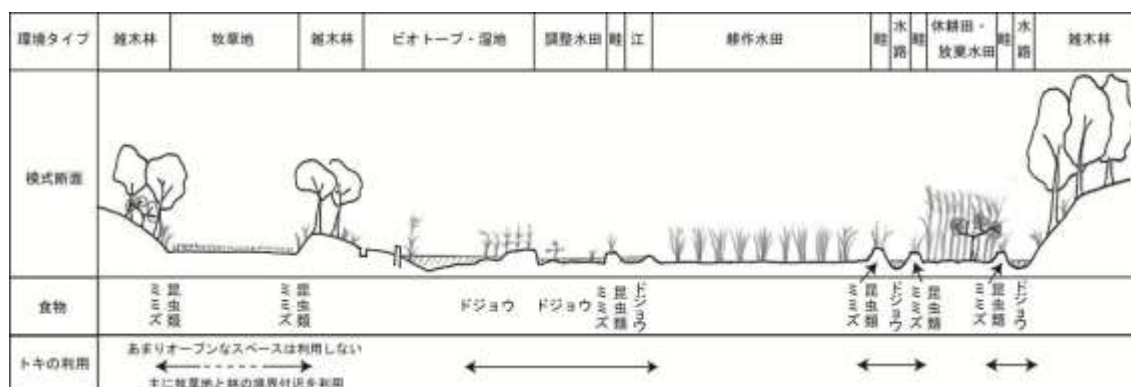 環境タイプ 雑木林 牧草地 雑木林 ビオトープ・湿地 調整水田 畦 江 耕作水田 畦 水路 畦 休耕田・放棄水田 畦 水路 雑木林
模式断面
食物 ミミズ 昆虫類 ミミズ 昆虫類 ドジョウ ドジョウ ミミズ 昆虫類 ドジョウ ミミズ 昆虫類 ドジョウ ミミズ 昆虫類 ミミズ 昆虫類 ドジョウ
トキの利用 あまりオープンなスペースは利用しない
主に牧草地と林の境界付近を利用